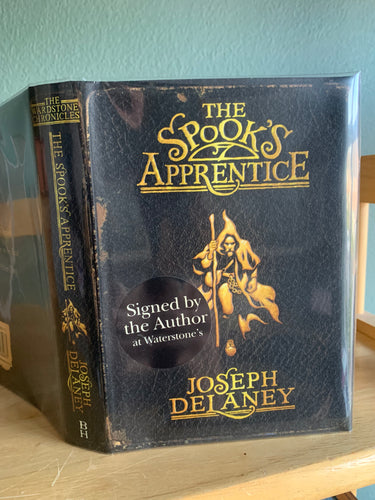 THE
WARDSTONE
CHRONICLES
THE SPOOK'S APPRENTICE
JOSEPH
DELANEY
BH
THE
SPOOK'S
APPRENTICE
Signed by
the Author
at Waterstone's
JOSEPH
DELANEY